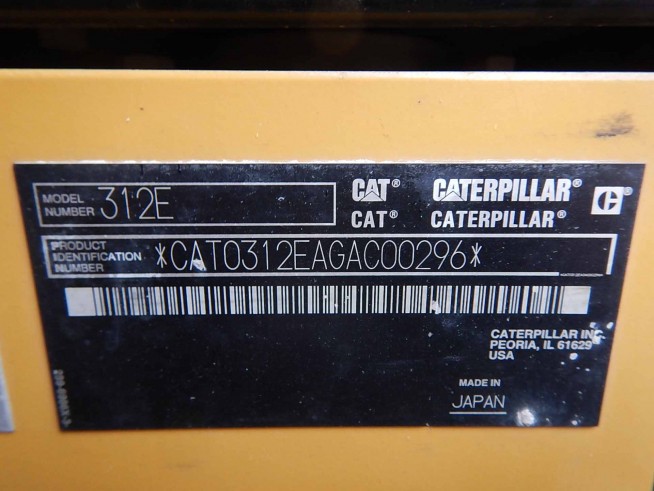 MODEL NUMBER 312E
CAT® CATERPILLAR® C®
CAT® CATERPILLAR®
PRODUCT IDENTIFICATION NUMBER *CAT0312EAGAC00296*
CATERPILLAR INC.
PEORIA, IL 61629
USA
MADE IN
JAPAN